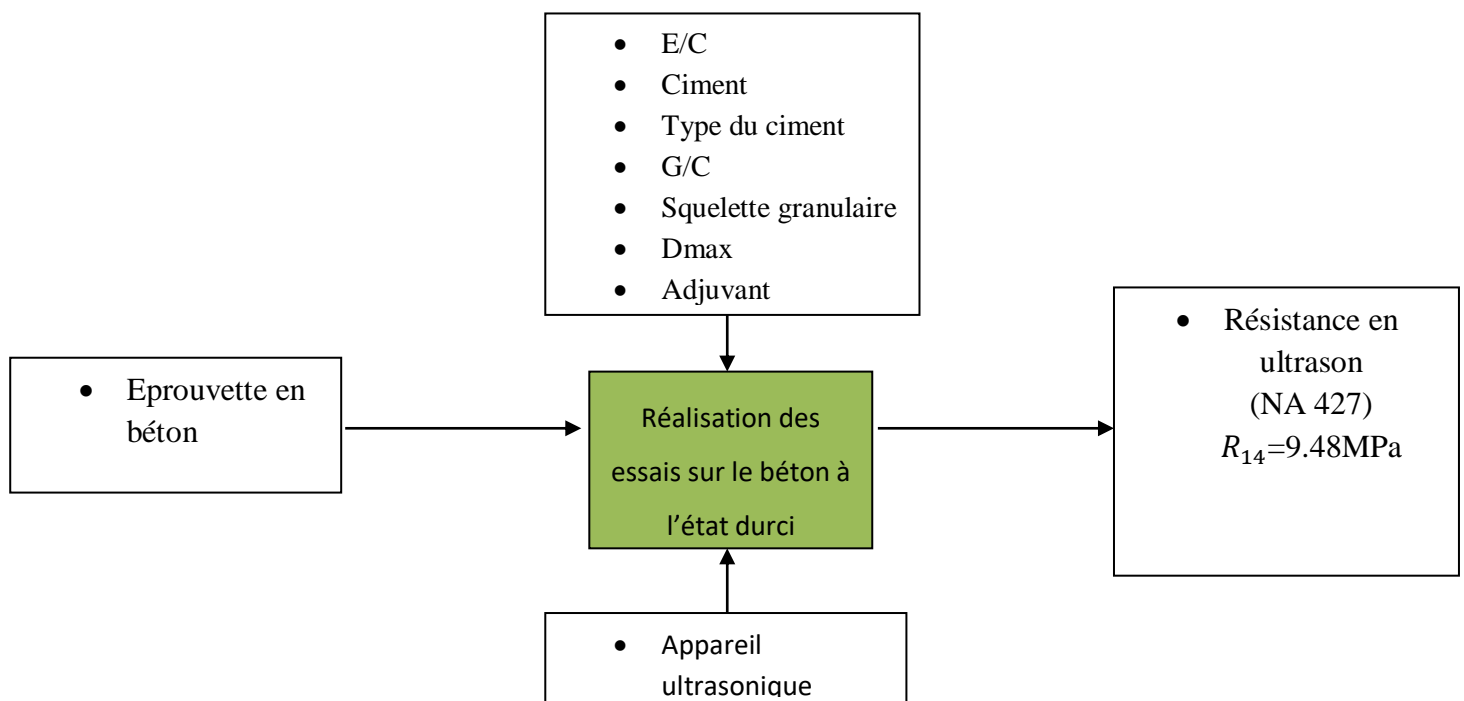 • E/C
• Ciment
• Type du ciment
• G/C
• Squelette granulaire
• Dmax
• Adjuvant
• Eprouvette en
béton
Réalisation des
essais sur le béton à
l’état durci
• Résistance en
ultrason
(NA 427)
𝑅₁₄=9.48MPa
• Appareil
ultrasonique